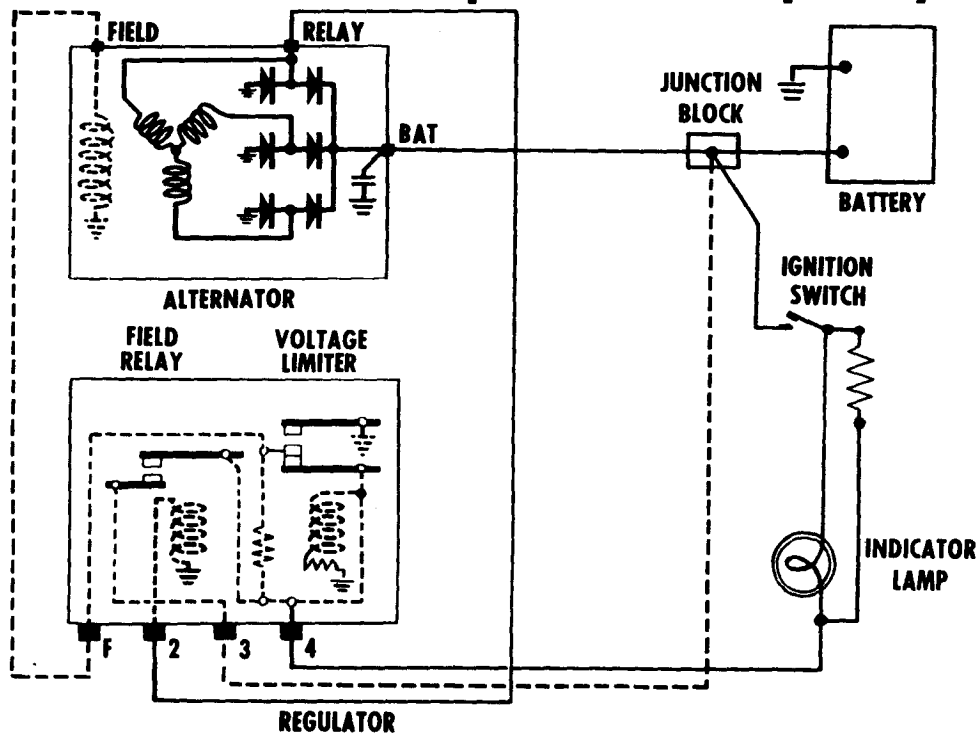 FIELD
RELAY
BAT
JUNCTION
BLOCK
BATTERY
ALTERNATOR
IGNITION
SWITCH
FIELD
RELAY
VOLTAGE
LIMITER
INDICATOR
LAMP
F
2
3
4
REGULATOR